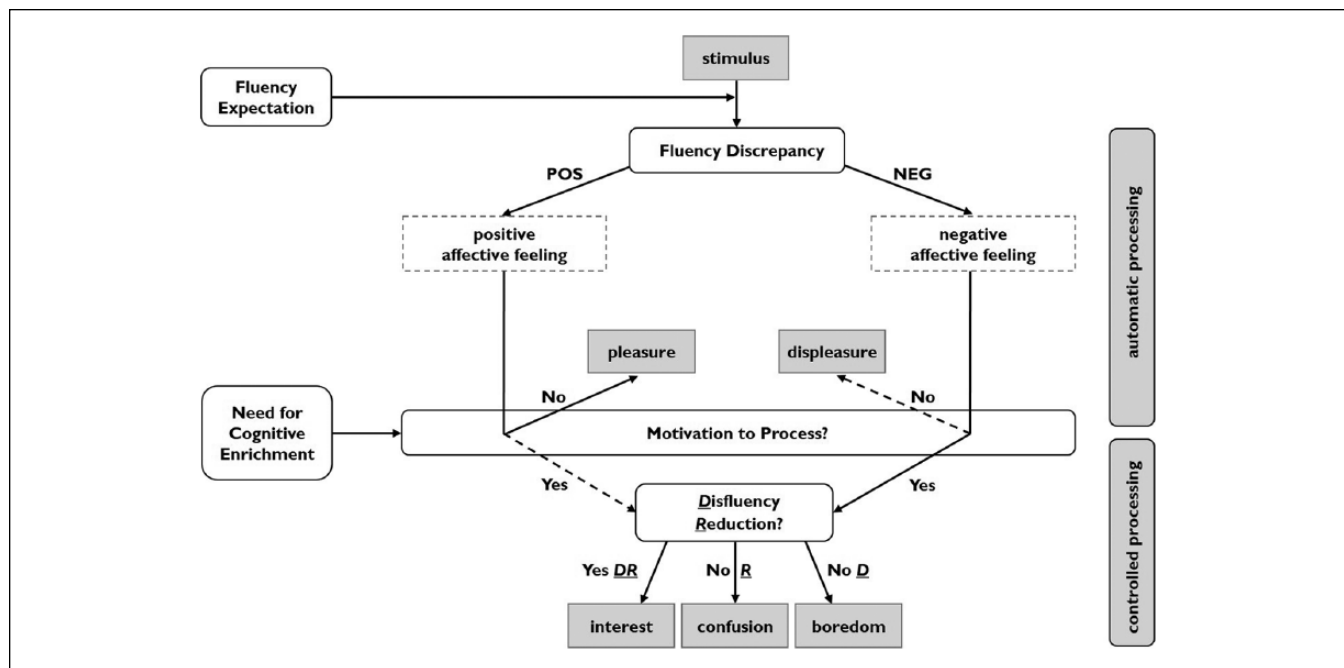 stimulus
Fluency
Expectation
Fluency Discrepancy
POS
NEG
positive
affective feeling
negative
affective feeling
automatic processing
pleasure
displeasure
No
No
Need for
Cognitive
Enrichment
Motivation to Process?
Yes
Yes
Disfluency
Reduction?
controlled processing
Yes DR
No R
No D
interest
confusion
boredom